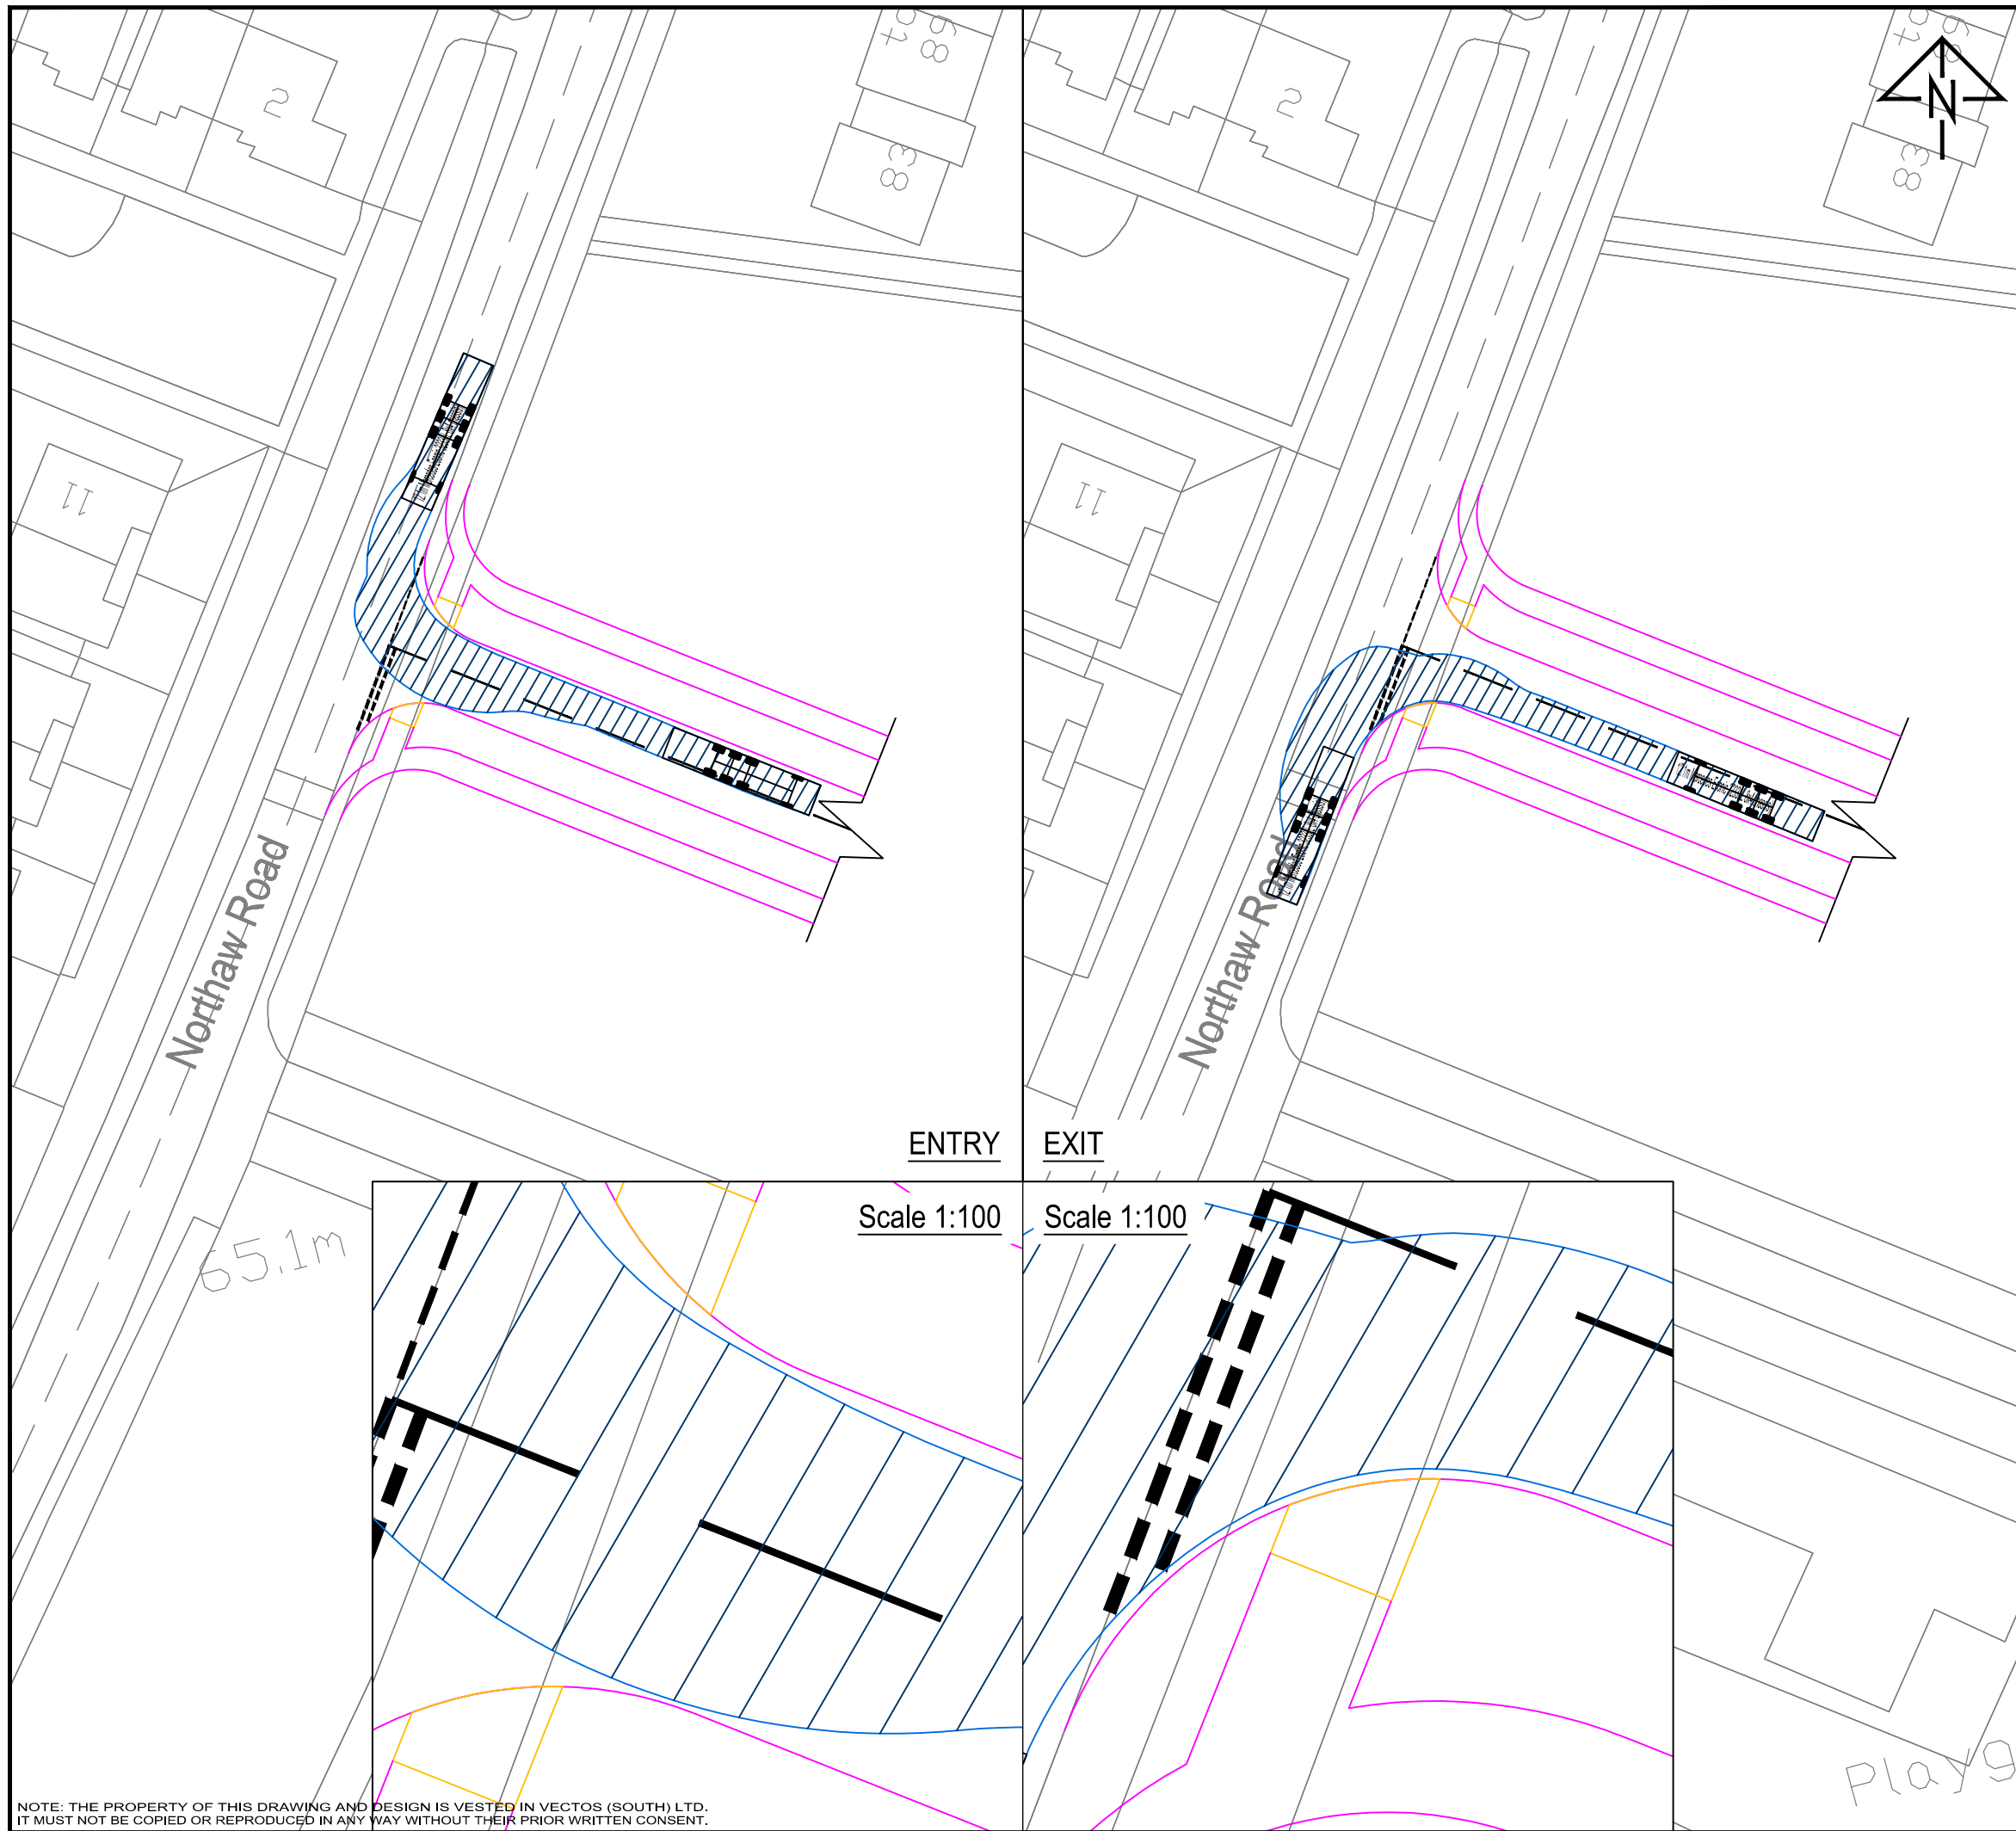 2
83
N
2
83
11
11
Northaw Road
Northaw Road
ENTRY
EXIT
Scale 1:100
Scale 1:100
65.1m
NOTE: THE PROPERTY OF THIS DRAWING AND DESIGN IS VESTED IN VECTOS (SOUTH) LTD.
IT MUST NOT BE COPIED OR REPRODUCED IN ANY WAY WITHOUT THEIR PRIOR WRITTEN CONSENT.